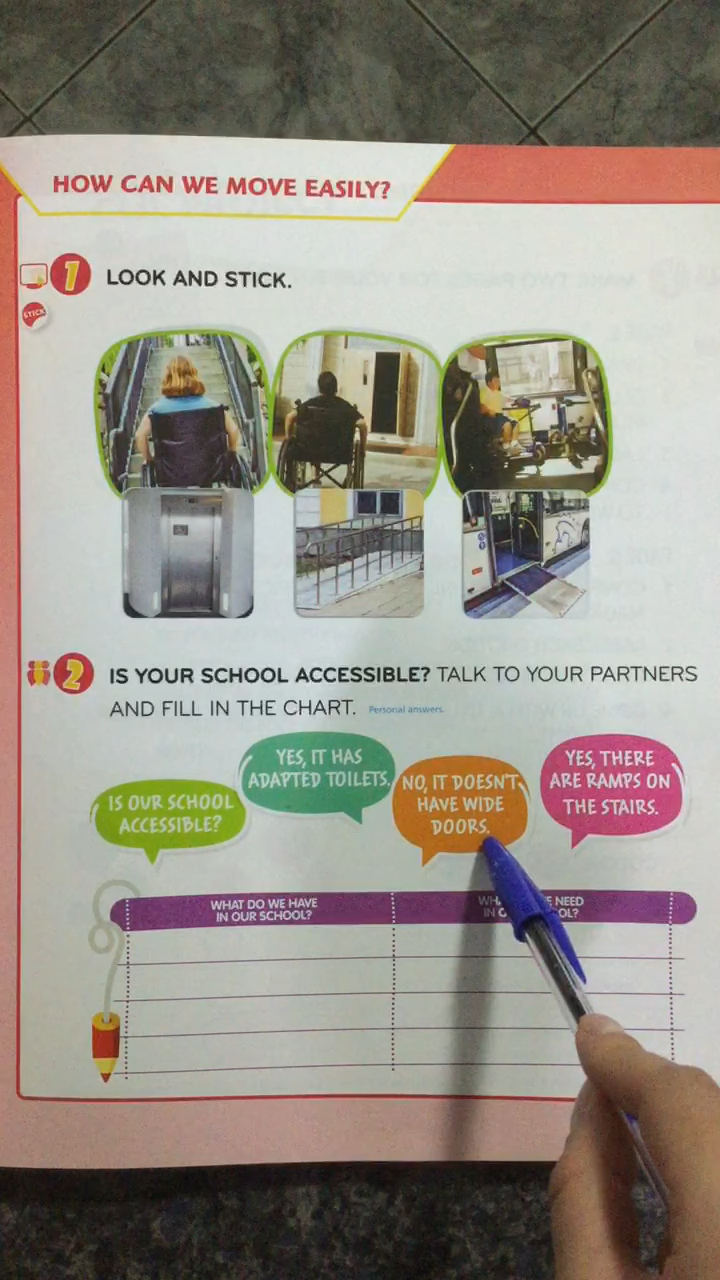 HOW CAN WE MOVE EASILY?
1 LOOK AND STICK.
STICK
2 IS YOUR SCHOOL ACCESSIBLE? TALK TO YOUR PARTNERS
AND FILL IN THE CHART. Personal answers.
IS OUR SCHOOL
ACCESSIBLE?
YES, IT HAS
ADAPTED TOILETS.
NO, IT DOESN'T
HAVE WIDE
DOORS.
YES, THERE
ARE RAMPS ON
THE STAIRS.
WHAT DO WE HAVE
IN OUR SCHOOL?
NEED
IN